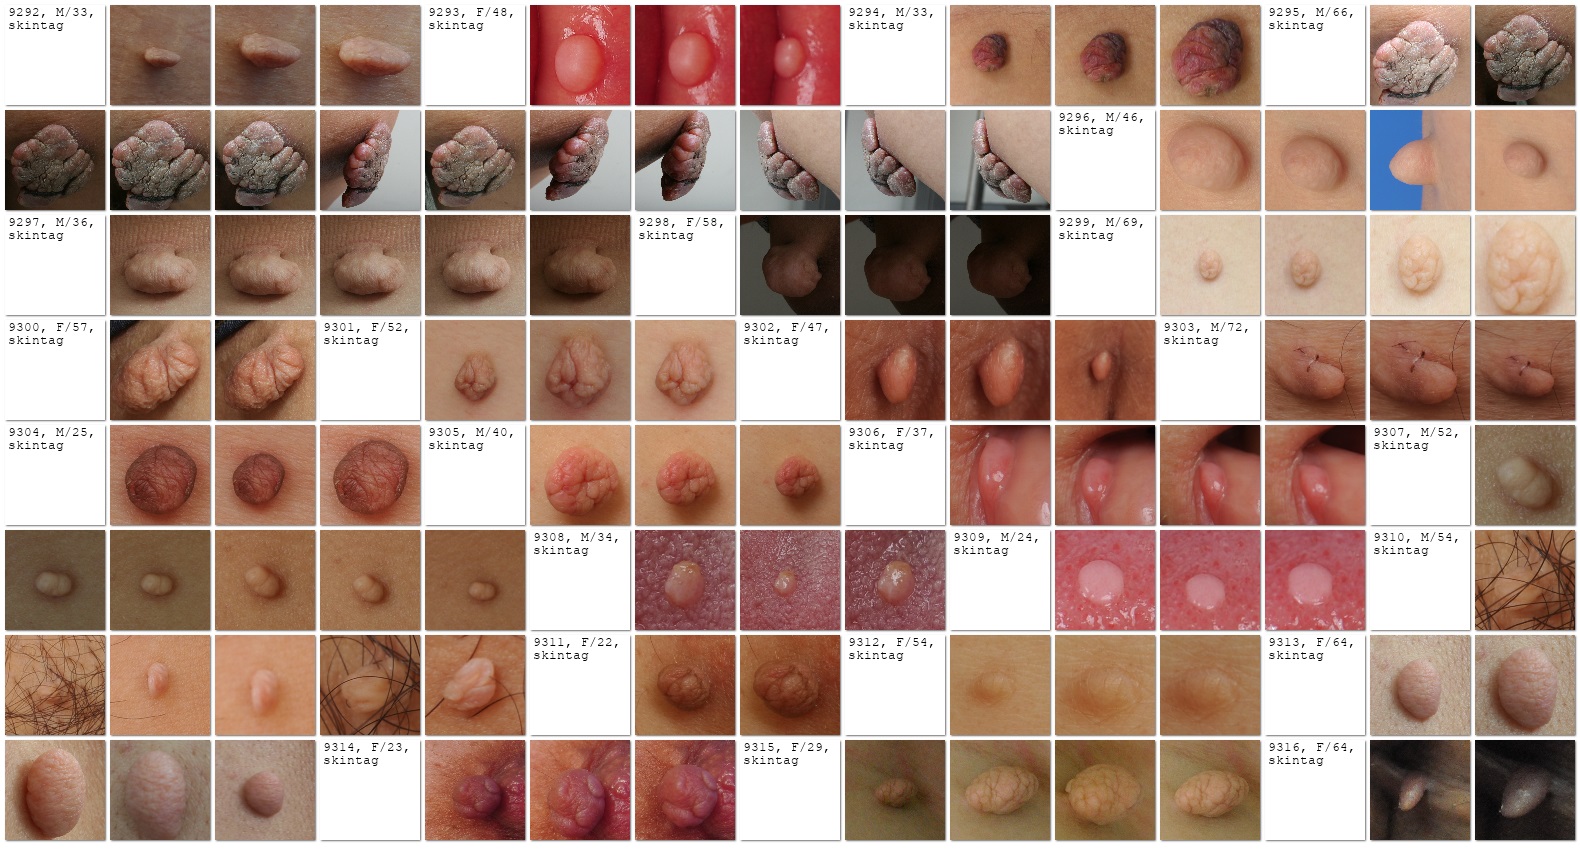 9292, M/33,
skintag
9293, F/48,
skintag
9294, M/33,
skintag
9295, M/66,
skintag
9296, M/46,
skintag
9297, M/36,
skintag
9298, F/58,
skintag
9299, M/69,
skintag
9300, F/57,
skintag
9301, F/52,
skintag
9302, F/47,
skintag
9303, M/72,
skintag
9304, M/25,
skintag
9305, M/40,
skintag
9306, F/37,
skintag
9307, M/52,
skintag
9308, M/34,
skintag
9309, M/24,
skintag
9310, M/54,
skintag
9311, F/22,
skintag
9312, F/54,
skintag
9313, F/64,
skintag
9314, F/23,
skintag
9315, F/29,
skintag
9316, F/64,
skintag